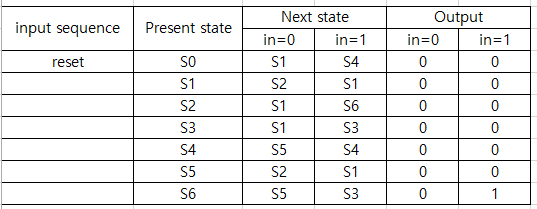 input sequence Present state Next state Output
in=0 in=1 in=0 in=1
reset S0 S1 S4 0 0
S1 S2 S1 0 0
S2 S1 S6 0 0
S3 S1 S3 0 0
S4 S5 S4 0 0
S5 S2 S1 0 0
S6 S5 S3 0 1